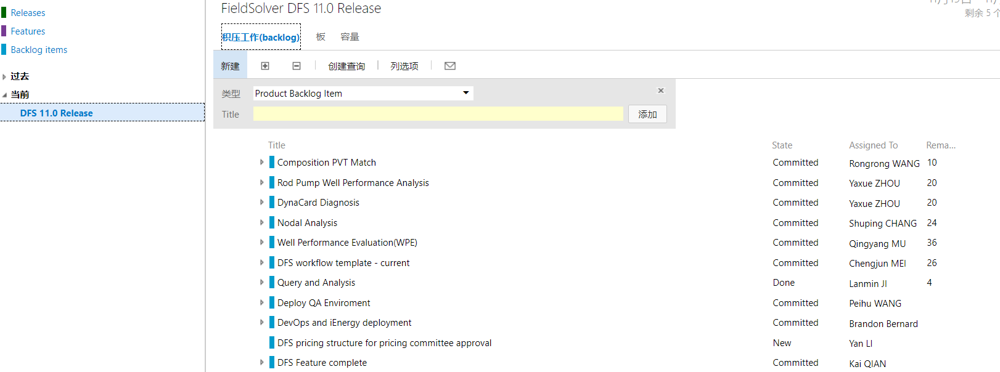 Releases
Features
Backlog items
过去
当前
DFS 11.0 Release
FieldSolver DFS 11.0 Release
剩余 5 个
积压工作(backlog) 板 容量
新建 创建查询 列选项
类型 Product Backlog Item
Title 添加
Title State Assigned To Rema...
Composition PVT Match Committed Rongrong WANG 10
Rod Pump Well Performance Analysis Committed Yaxue ZHOU 20
DynaCard Diagnosis Committed Yaxue ZHOU 20
Nodal Analysis Committed Shuping CHANG 24
Well Performance Evaluation(WPE) Committed Qingyang MU 36
DFS workflow template - current Committed Chengjun MEI 26
Query and Analysis Done Lanmin JI 4
Deploy QA Enviroment Committed Peihu WANG
DevOps and iEnergy deployment Committed Brandon Bernard
DFS pricing structure for pricing committee approval New Yan LI
DFS Feature complete Committed Kai QIAN